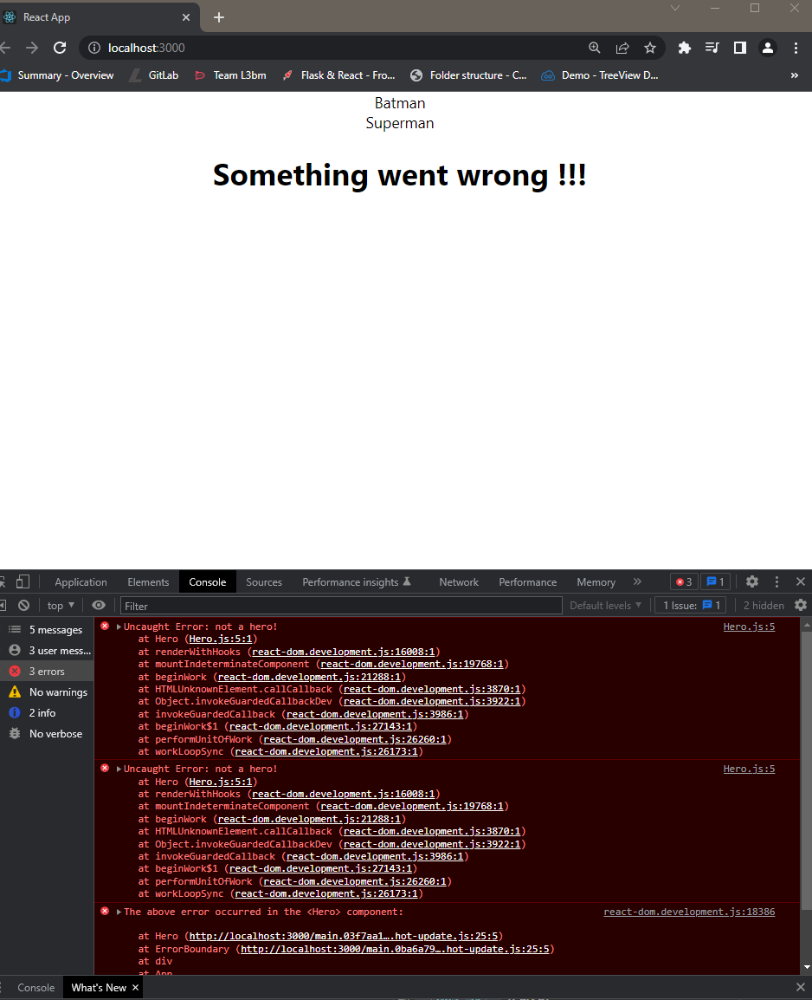 React App
localhost:3000
Summary - Overview
GitLab
Team L3bm
Flask & React - Fro...
Folder structure - C...
Demo - TreeView D...
»
Batman
Superman
Something went wrong !!!
Application
Elements
Console
Sources
Performance insights
Network
Performance
Memory
»
3
1
top
Filter
Default levels
1 Issue:
1
2 hidden
5 messages
3 user mess...
3 errors
No warnings
2 info
No verbose
Uncaught Error: not a hero! Hero.js:5
at Hero (Hero.js:5:1)
at renderWithHooks (react-dom.development.js:16008:1)
at mountIndeterminateComponent (react-dom.development.js:19768:1)
at beginWork (react-dom.development.js:21288:1)
at HTMLUnknownElement.callCallback (react-dom.development.js:3870:1)
at Object.invokeGuardedCallbackDev (react-dom.development.js:3922:1)
at invokeGuardedCallback (react-dom.development.js:3986:1)
at beginWork$1 (react-dom.development.js:27143:1)
at performUnitOfWork (react-dom.development.js:26260:1)
at workLoopSync (react-dom.development.js:26173:1)
Uncaught Error: not a hero! Hero.js:5
at Hero (Hero.js:5:1)
at renderWithHooks (react-dom.development.js:16008:1)
at mountIndeterminateComponent (react-dom.development.js:19768:1)
at beginWork (react-dom.development.js:21288:1)
at HTMLUnknownElement.callCallback (react-dom.development.js:3870:1)
at Object.invokeGuardedCallbackDev (react-dom.development.js:3922:1)
at invokeGuardedCallback (react-dom.development.js:3986:1)
at beginWork$1 (react-dom.development.js:27143:1)
at performUnitOfWork (react-dom.development.js:26260:1)
at workLoopSync (react-dom.development.js:26173:1)
The above error occurred in the <Hero> component: react-dom.development.js:18386
at Hero (http://localhost:3000/main.03f7aa1….hot-update.js:25:5)
at ErrorBoundary (http://localhost:3000/main.0ba6a79….hot-update.js:25:5)
at div
at App
Console
What's New